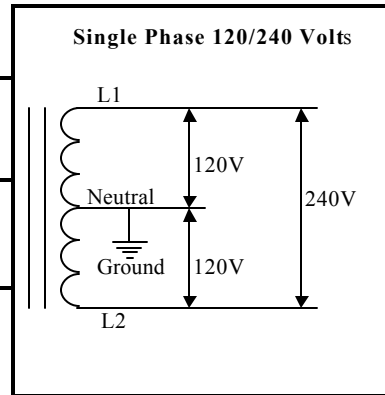 Single Phase 120/240 Volts
L1
120V
Neutral
240V
Ground
120V
L2